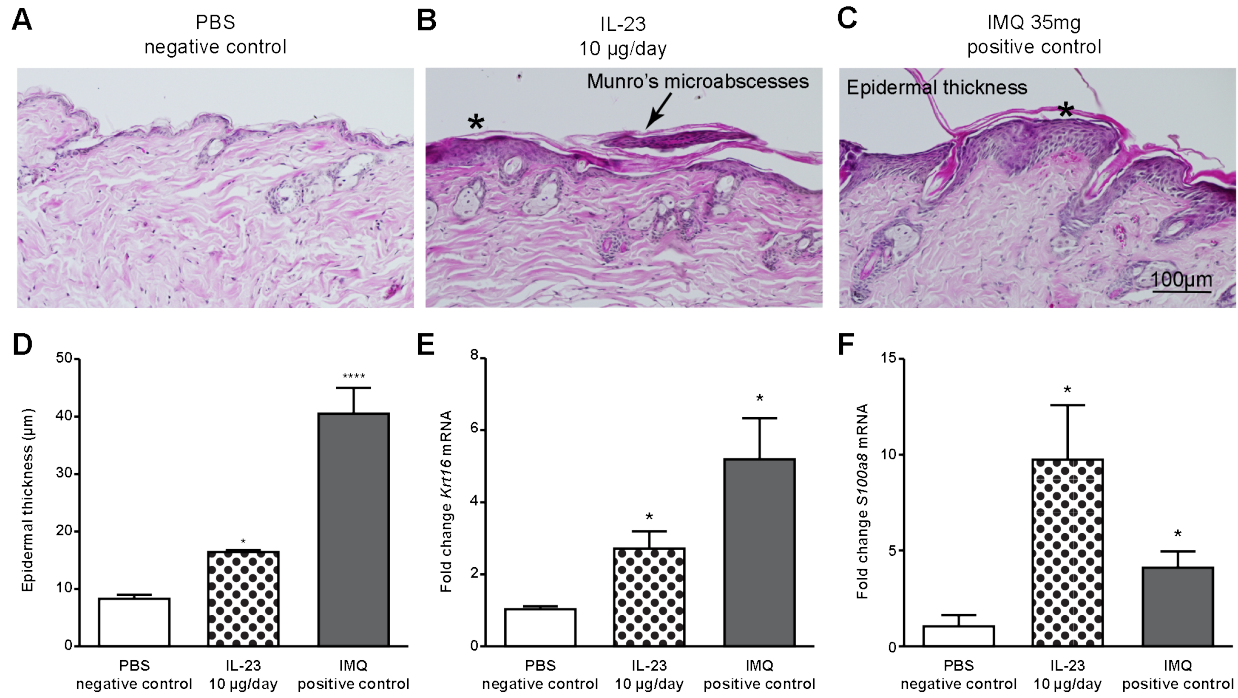 A
PBS
negative control
B
IL-23
10 µg/day
Munro's microabscesses
*
C
IMQ 35mg
positive control
Epidermal thickness
*
100µm
D
Epidermal thickness (µm)
50
40
30
20
10
0
*
****
PBS
negative control
IL-23
10 µg/day
IMQ
positive control
E
Fold change Krt16 mRNA
8
6
4
2
0
*
*
PBS
negative control
IL-23
10 µg/day
IMQ
positive control
F
Fold change S100a8 mRNA
15
10
5
0
*
*
PBS
negative control
IL-23
10 µg/day
IMQ
positive control